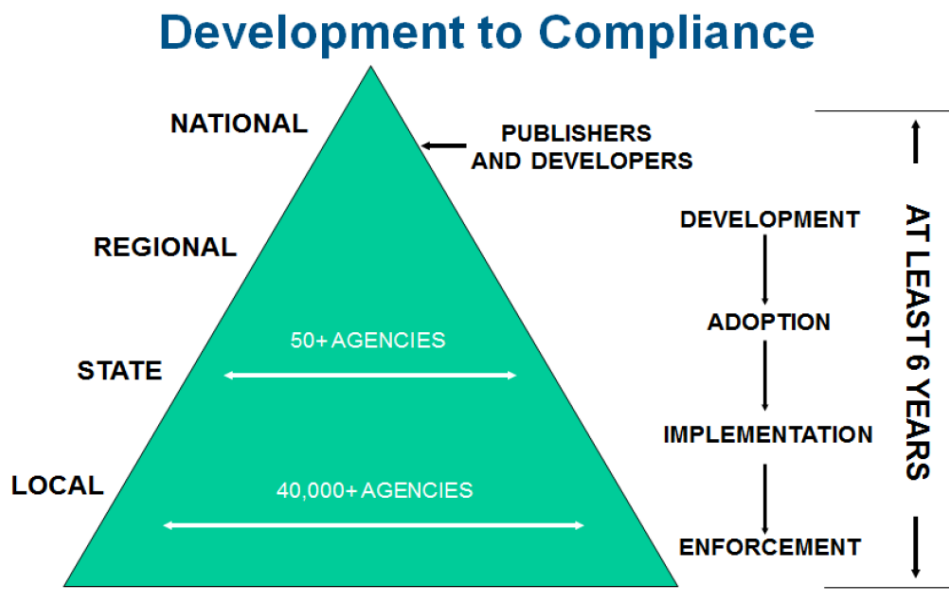 Development to Compliance
NATIONAL
PUBLISHERS
AND DEVELOPERS
REGIONAL
DEVELOPMENT
50+ AGENCIES
ADOPTION
STATE
IMPLEMENTATION
LOCAL
40,000+ AGENCIES
ENFORCEMENT
AT LEAST 6 YEARS